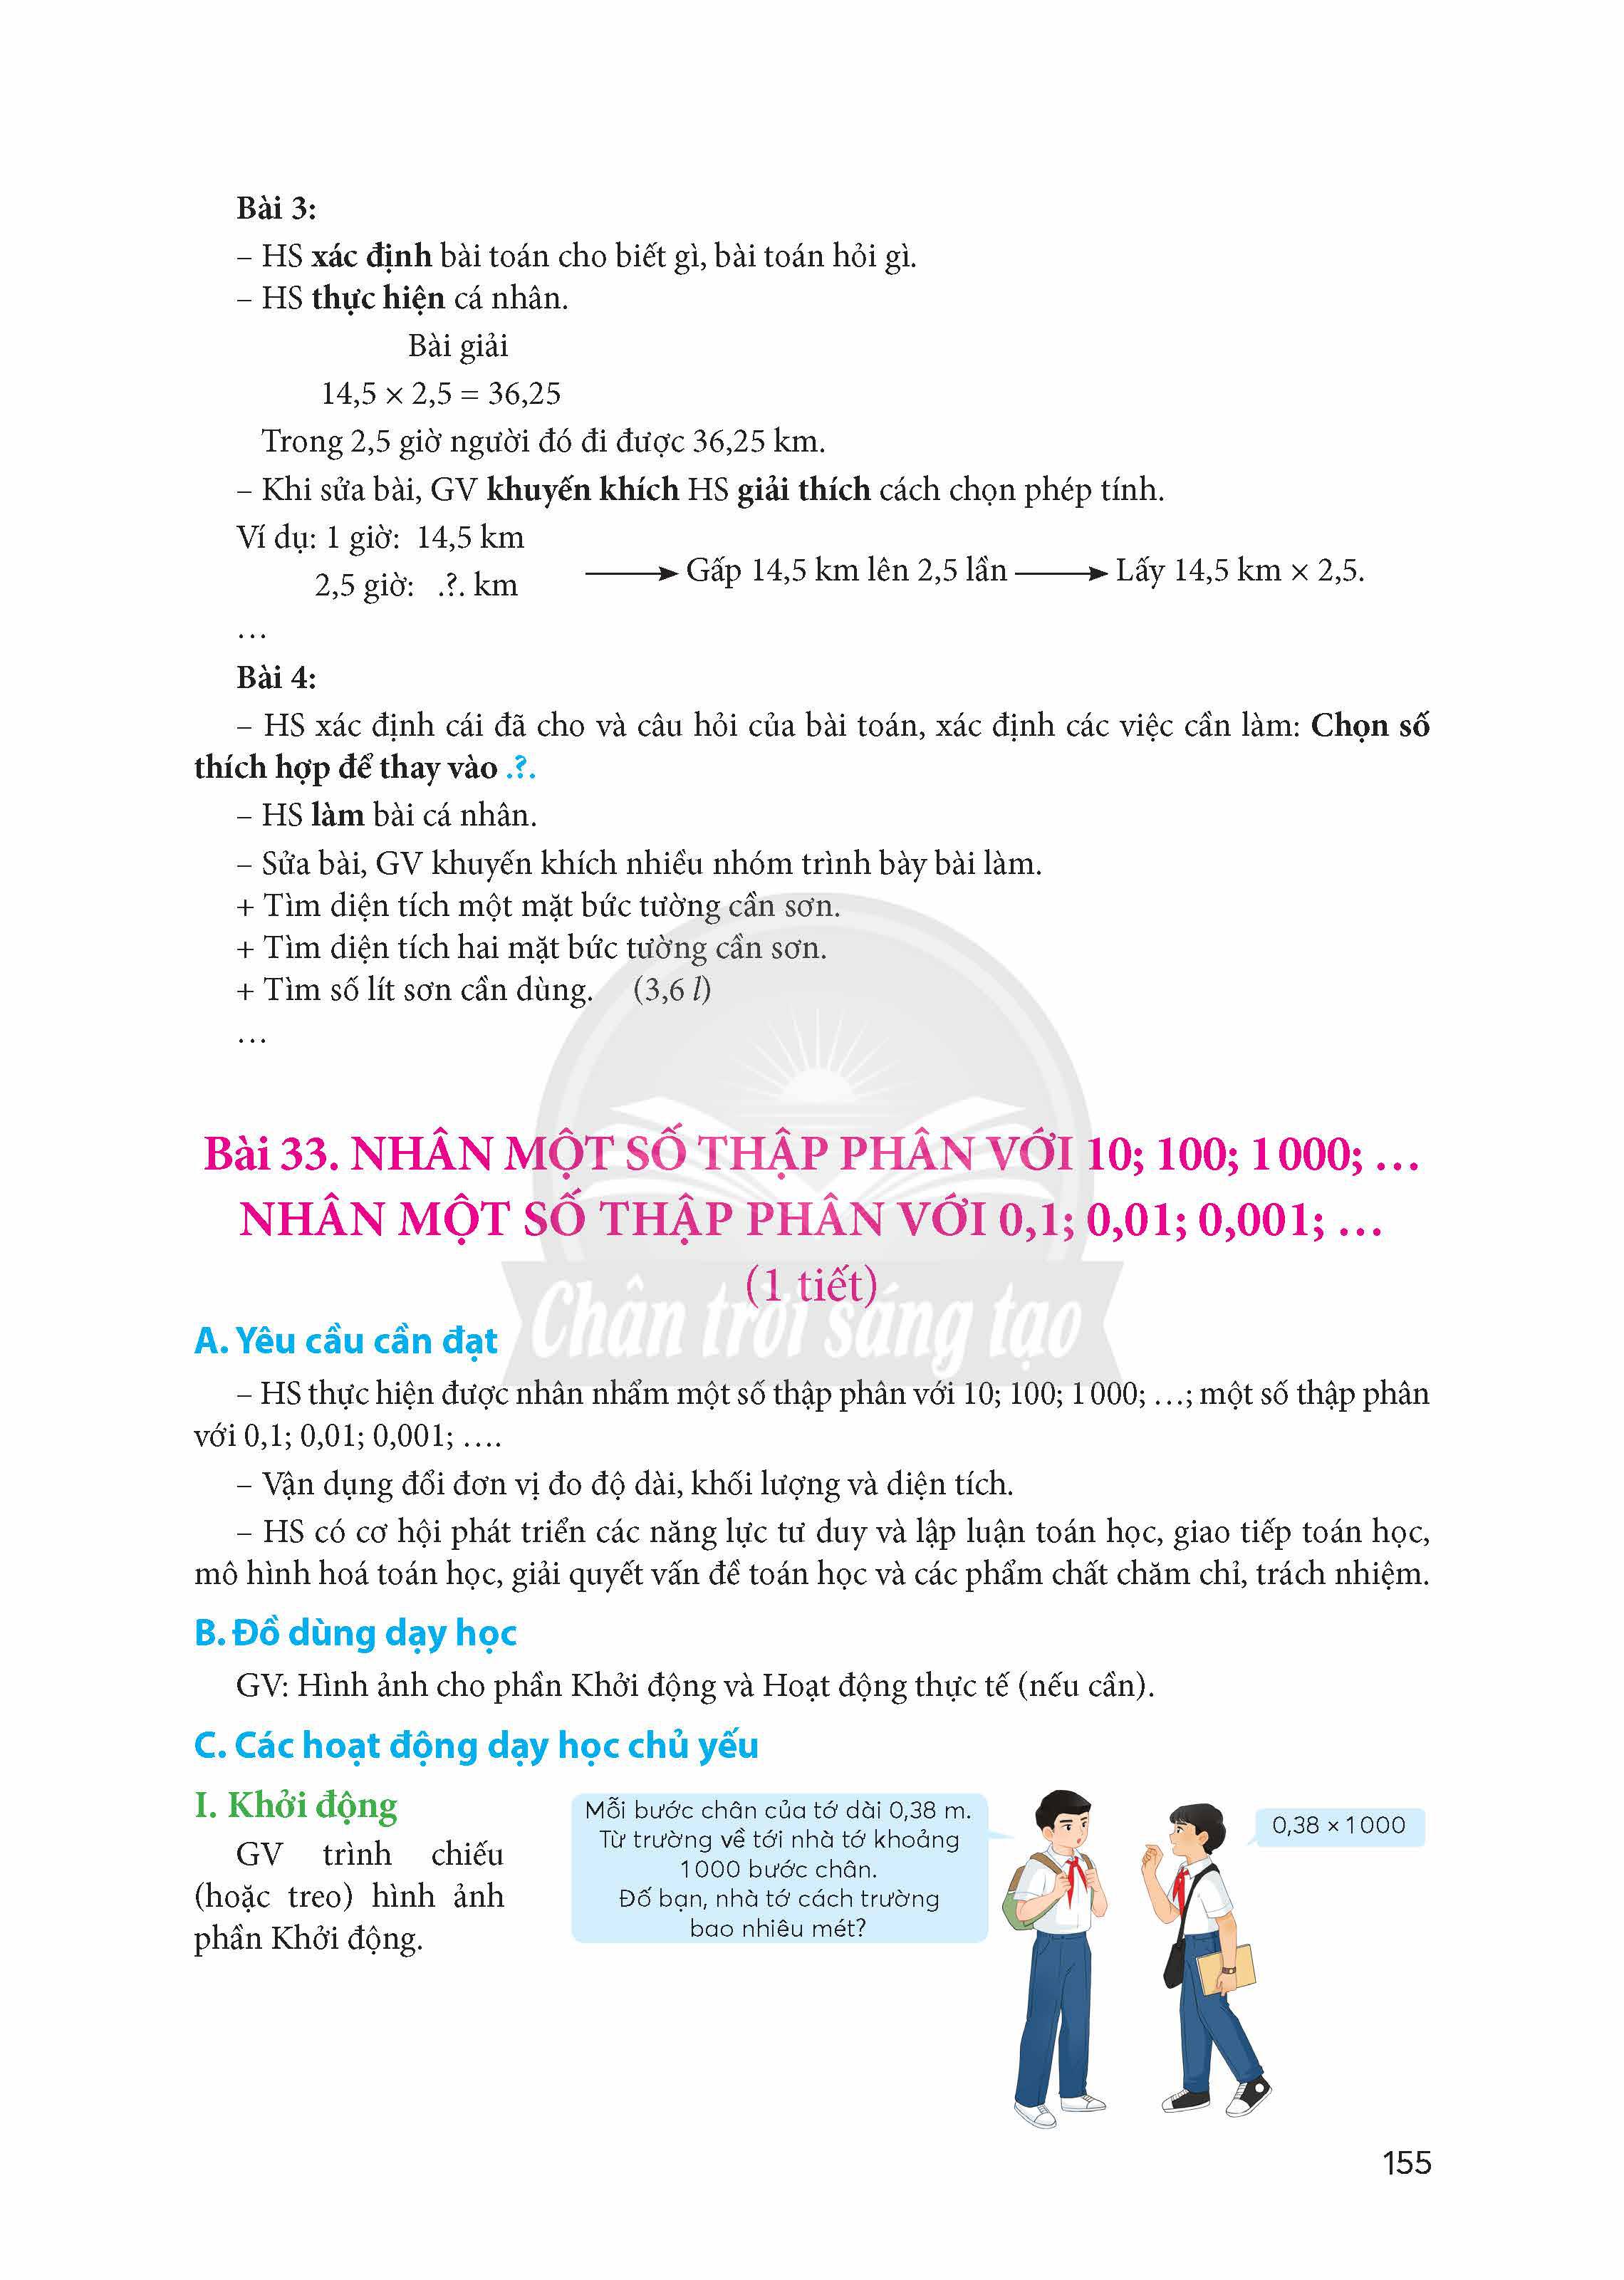 Bài 3:
– HS xác định bài toán cho biết gì, bài toán hỏi gì.
– HS thực hiện cá nhân.
Bài giải
14,5 × 2,5 = 36,25
Trong 2,5 giờ người đó đi được 36,25 km.
– Khi sửa bài, GV khuyến khích HS giải thích cách chọn phép tính.
Ví dụ: 1 giờ: 14,5 km
2,5 giờ: .?. km
Gấp 14,5 km lên 2,5 lần
Lấy 14,5 km × 2,5.
…
Bài 4:
– HS xác định cái đã cho và câu hỏi của bài toán, xác định các việc cần làm: Chọn số
thích hợp để thay vào .?.
– HS làm bài cá nhân.
– Sửa bài, GV khuyến khích nhiều nhóm trình bày bài làm.
+ Tìm diện tích một mặt bức tường cần sơn.
+ Tìm diện tích hai mặt bức tường cần sơn.
+ Tìm số lít sơn cần dùng. (3,6 l)
…
Bài 33. NHÂN MỘT SỐ THẬP PHÂN VỚI 10; 100; 1 000; …
NHÂN MỘT SỐ THẬP PHÂN VỚI 0,1; 0,01; 0,001; …
(1 tiết)
Chân trời sáng tạo
A. Yêu cầu cần đạt
– HS thực hiện được nhân nhẩm một số thập phân với 10; 100; 1 000; …; một số thập phân
với 0,1; 0,01; 0,001; ….
– Vận dụng đổi đơn vị đo độ dài, khối lượng và diện tích.
– HS có cơ hội phát triển các năng lực tư duy và lập luận toán học, giao tiếp toán học,
mô hình hoá toán học, giải quyết vấn đề toán học và các phẩm chất chăm chỉ, trách nhiệm.
B. Đồ dùng dạy học
GV: Hình ảnh cho phần Khởi động và Hoạt động thực tế (nếu cần).
C. Các hoạt động dạy học chủ yếu
I. Khởi động
GV trình chiếu
(hoặc treo) hình ảnh
phần Khởi động.
Mỗi bước chân của tớ dài 0,38 m.
Từ trường về tới nhà tớ khoảng
1 000 bước chân.
Đố bạn, nhà tớ cách trường
bao nhiêu mét?
0,38 × 1 000
155